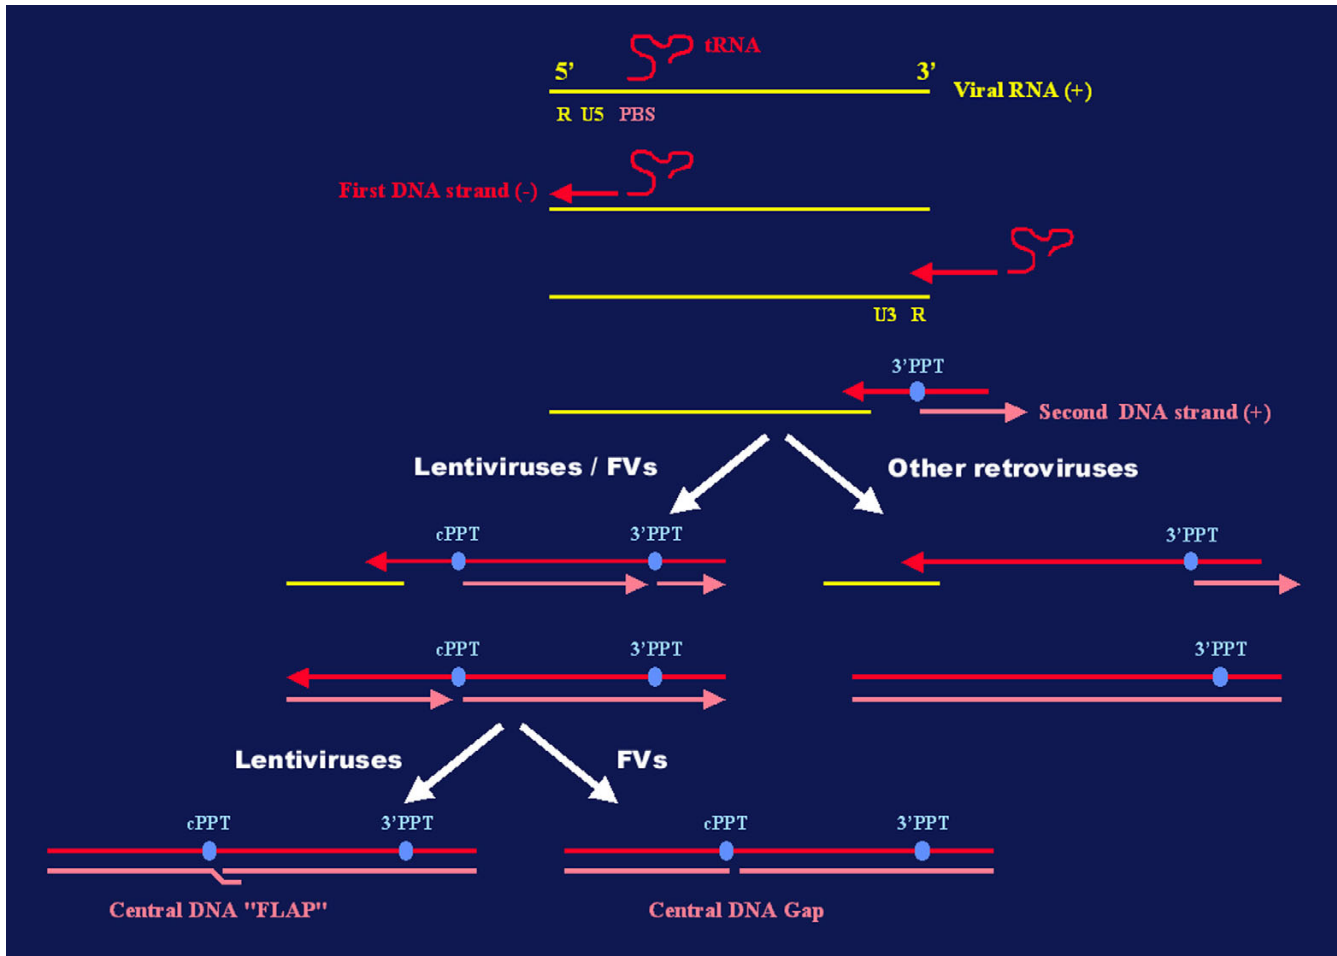 tRNA
5’ 3’
Viral RNA (+)
R U5 PBS
First DNA strand (-)
U3 R
3’PPT
Second DNA strand (+)
Lentiviruses / FVs
Other retroviruses
cPPT 3’PPT
3’PPT
cPPT 3’PPT
3’PPT
Lentiviruses
FVs
cPPT 3’PPT
cPPT 3’PPT
Central DNA "FLAP"
Central DNA Gap